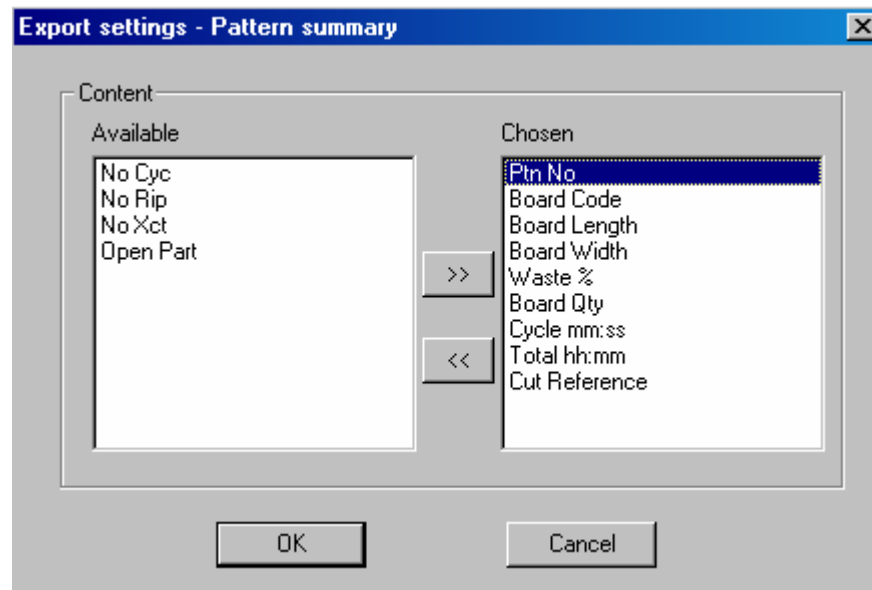 Export settings - Pattern summary
Content
Available
No Cyc
No Rip
No Xct
Open Part
>>
<<
Chosen
Ptn No
Board Code
Board Length
Board Width
Waste %
Board Qty
Cycle mm:ss
Total hh:mm
Cut Reference
OK
Cancel